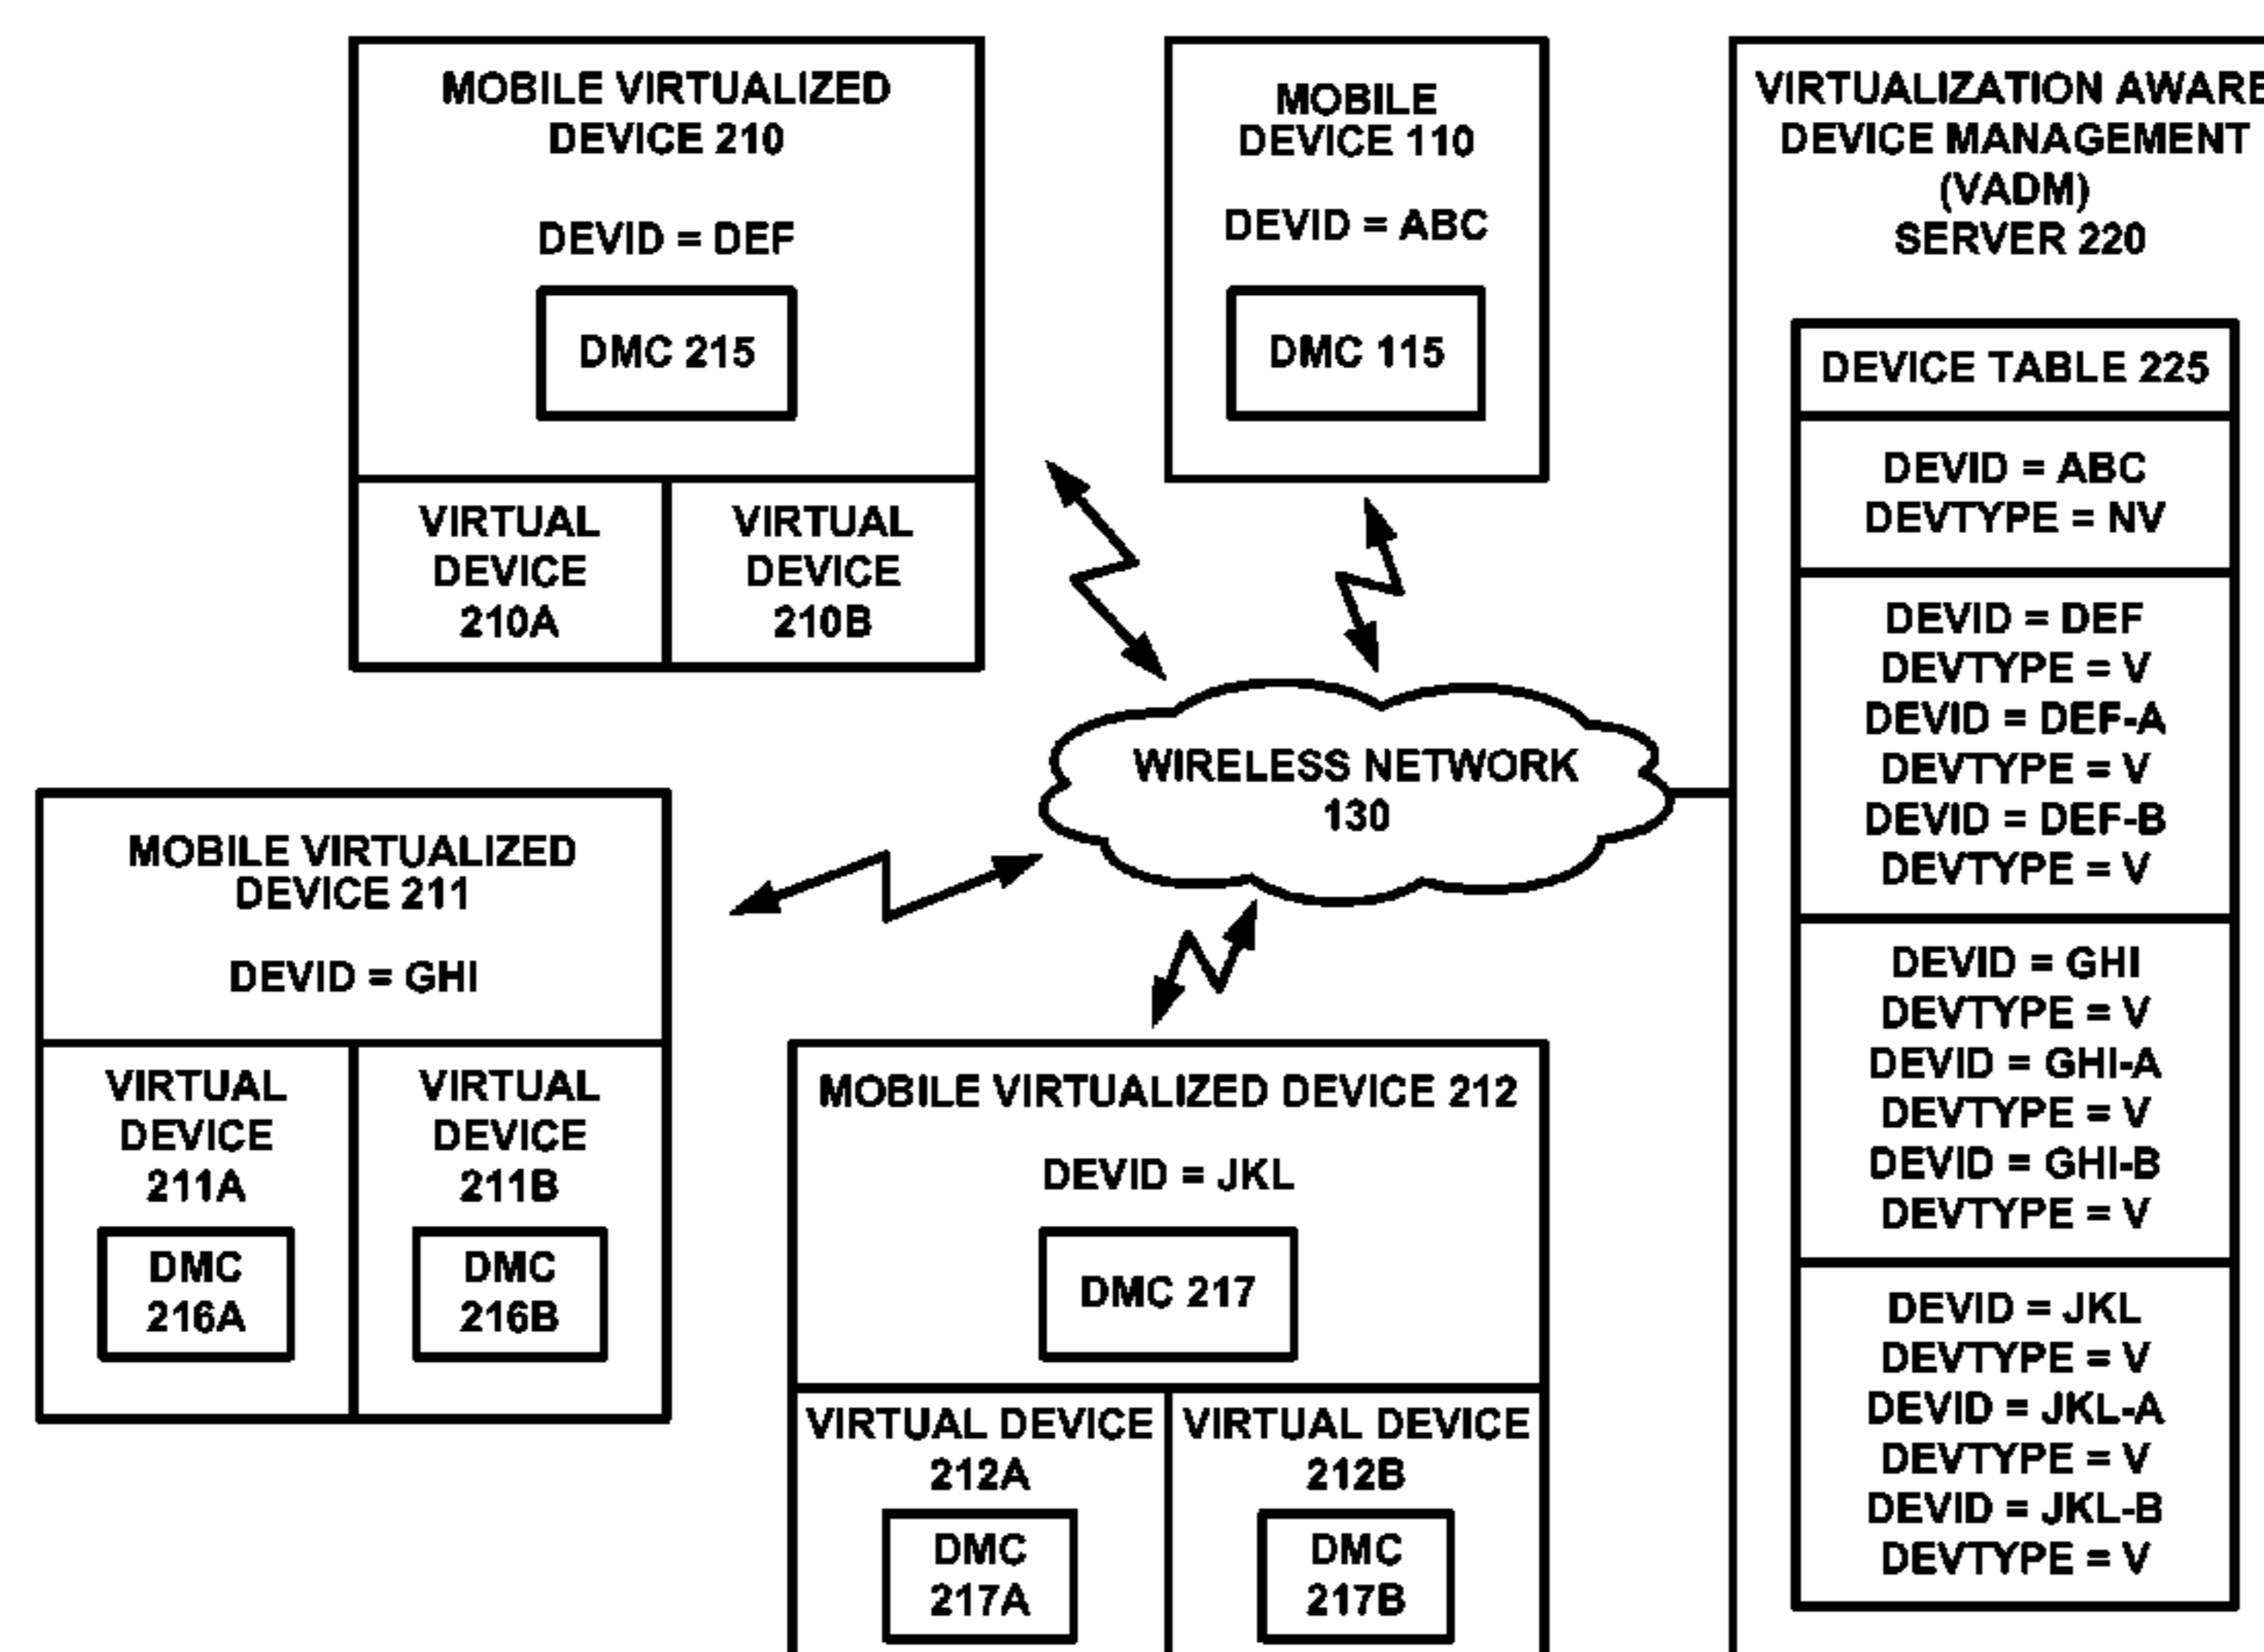 MOBILE VIRTUALIZED
DEVICE 210
DEVID = DEF
DMC 215
VIRTUAL
DEVICE
210A
VIRTUAL
DEVICE
210B
MOBILE
DEVICE 110
DEVID = ABC
DMC 115
WIRELESS NETWORK
130
MOBILE VIRTUALIZED
DEVICE 211
DEVID = GHI
VIRTUAL
DEVICE
211A
DMC
216A
VIRTUAL
DEVICE
211B
DMC
216B
MOBILE VIRTUALIZED DEVICE 212
DEVID = JKL
DMC 217
VIRTUAL DEVICE
212A
DMC
217A
VIRTUAL DEVICE
212B
DMC
217B
VIRTUALIZATION AWARE
DEVICE MANAGEMENT
(VADM)
SERVER 220
DEVICE TABLE 225
DEVID = ABC
DEVTYPE = NV
DEVID = DEF
DEVTYPE = V
DEVID = DEF-A
DEVTYPE = V
DEVID = DEF-B
DEVTYPE = V
DEVID = GHI
DEVTYPE = V
DEVID = GHI-A
DEVTYPE = V
DEVID = GHI-B
DEVTYPE = V
DEVID = JKL
DEVTYPE = V
DEVID = JKL-A
DEVTYPE = V
DEVID = JKL-B
DEVTYPE = V